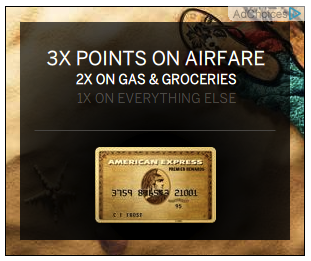 AdChoices
3X POINTS ON AIRFARE
2X ON GAS & GROCERIES
1X ON EVERYTHING ELSE
AMERICAN EXPRESS
PREMIER REWARDS
3759 21001
95